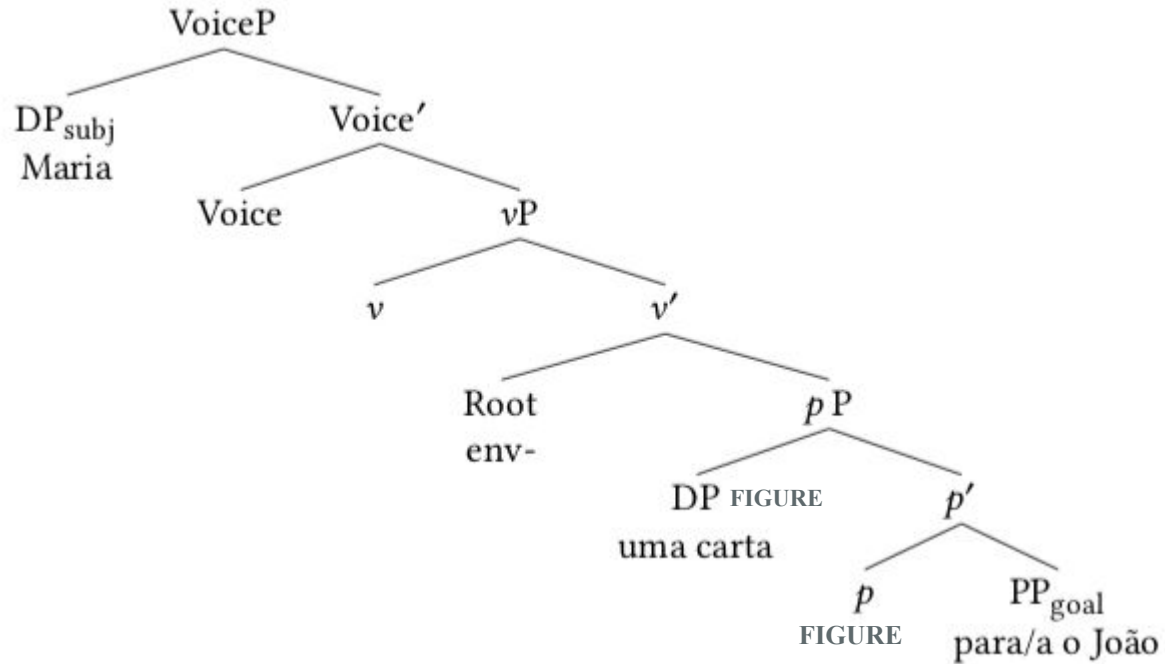 VoiceP
DPsubj Voice′
Maria
Voice vP
v v′
Root pP
env-
DP FIGURE p′
uma carta
p PPgoal
FIGURE para/a o João